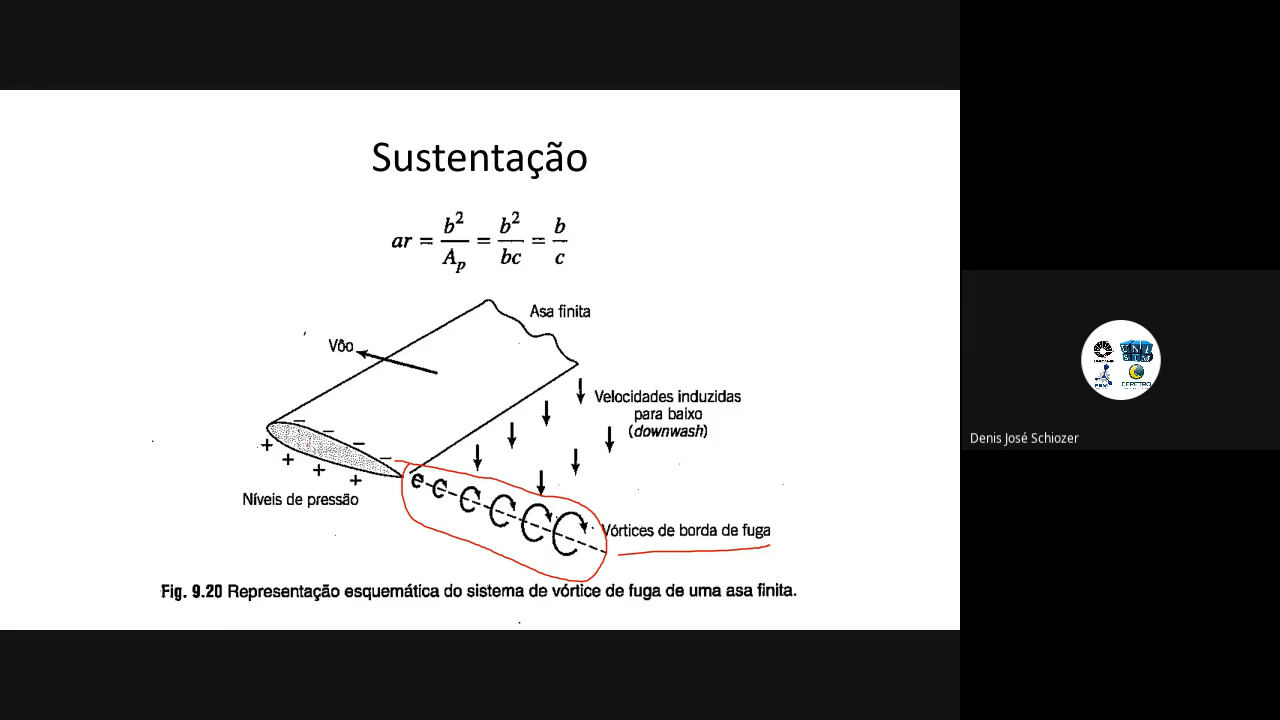 Sustentação
ar = b²/A_p = b²/bc = b/c
Asa finita
Vôo
Velocidades induzidas
para baixo
(downwash)
Níveis de pressão
Vórtices de borda de fuga
Fig. 9.20 Representação esquemática do sistema de vórtice de fuga de uma asa finita.
Denis José Schiozer